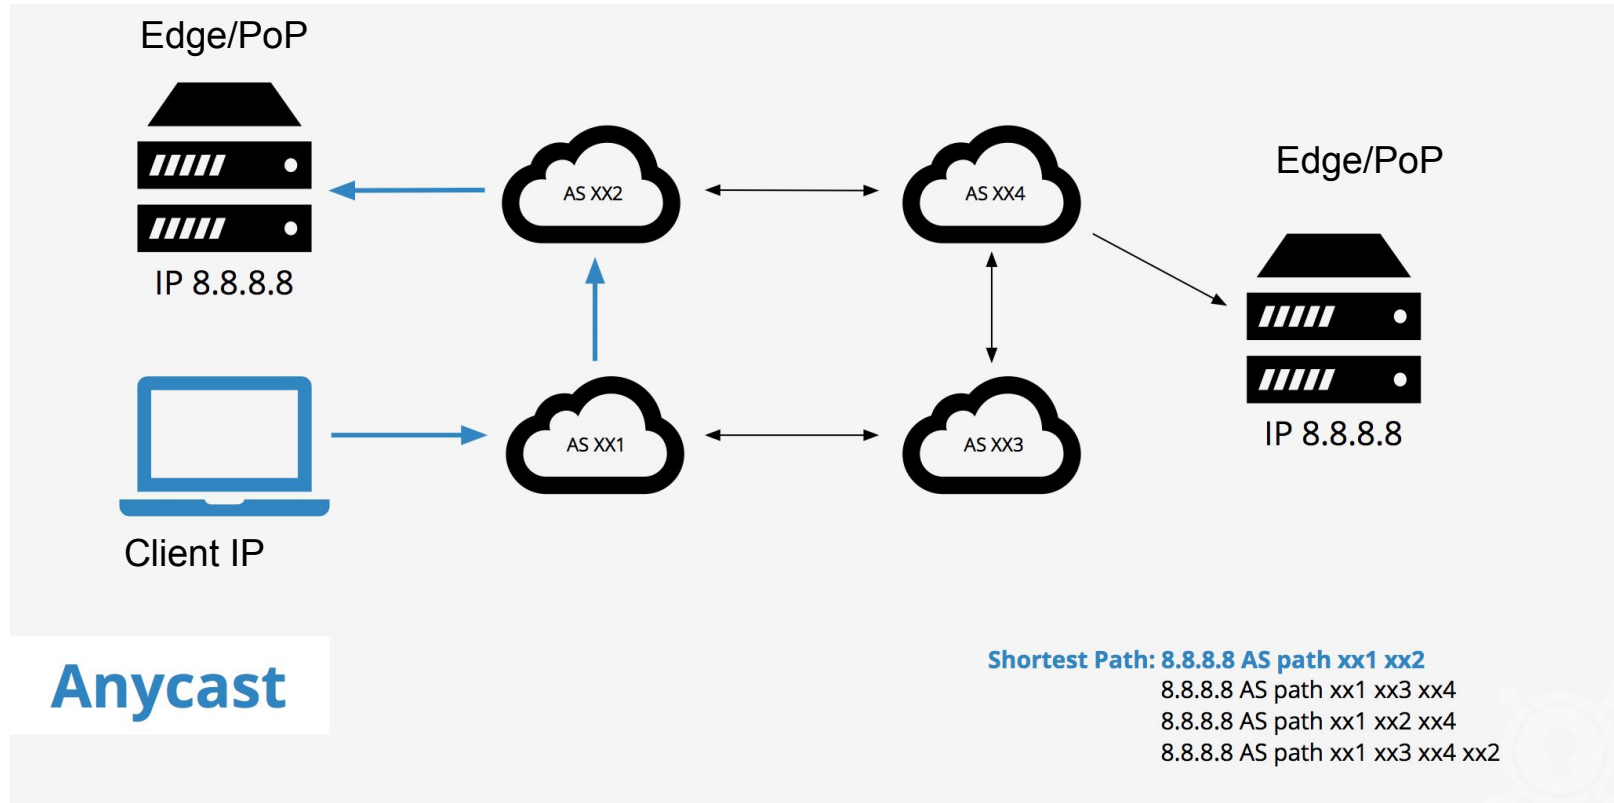 Edge/PoP
IP 8.8.8.8
AS XX2
AS XX4
Edge/PoP
IP 8.8.8.8
Client IP
AS XX1
AS XX3
Anycast
Shortest Path: 8.8.8.8 AS path xx1 xx2
8.8.8.8 AS path xx1 xx3 xx4
8.8.8.8 AS path xx1 xx2 xx4
8.8.8.8 AS path xx1 xx3 xx4 xx2